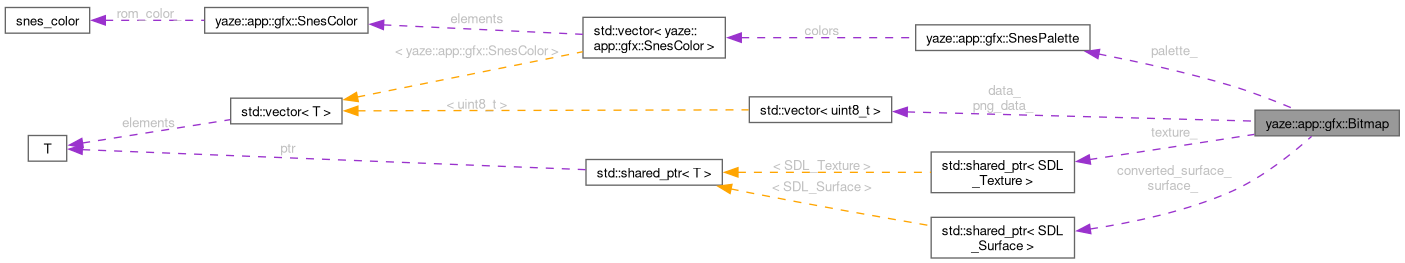 snes_color
rom_color
yaze::app::gfx::SnesColor
elements
std::vector< yaze::
app::gfx::SnesColor >
colors
yaze::app::gfx::SnesPalette
palette_
< yaze::app::gfx::SnesColor >
std::vector< T >
< uint8_t >
std::vector< uint8_t >
data_
png_data_
yaze::app::gfx::Bitmap
elements
T
ptr
std::shared_ptr< T >
< SDL_Texture >
< SDL_Surface >
std::shared_ptr< SDL
_Texture >
texture_
converted_surface_
surface_
std::shared_ptr< SDL
_Surface >